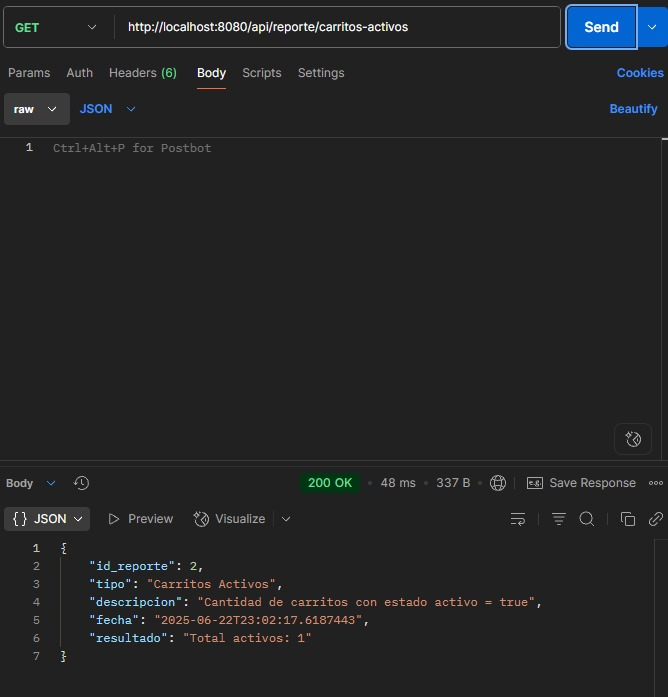 GET http://localhost:8080/api/reporte/carritos-activos Send
Params Auth Headers (6) Body Scripts Settings Cookies
raw JSON Beautify
1 Ctrl+Alt+P for Postbot
Body 200 OK • 48 ms • 337 B • e.g. Save Response
{} JSON Preview Visualize
1 {
2 "id_reporte": 2,
3 "tipo": "Carritos Activos",
4 "descripcion": "Cantidad de carritos con estado activo = true",
5 "fecha": "2025-06-22T23:02:17.6187443",
6 "resultado": "Total activos: 1"
7 }